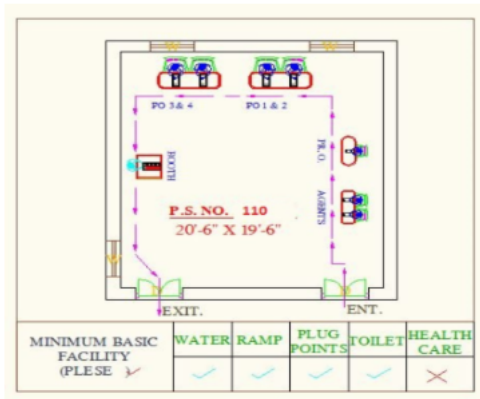 PO 3 & 4
PO 1 & 2
PR. O.
BOOTH
AGENTS
P.S. NO. 110
20'-6" X 19'-6"
EXIT.
ENT.
MINIMUM BASIC
FACILITY
(PLESE
WATER
RAMP
PLUG
POINTS
TOILET
HEALTH
CARE